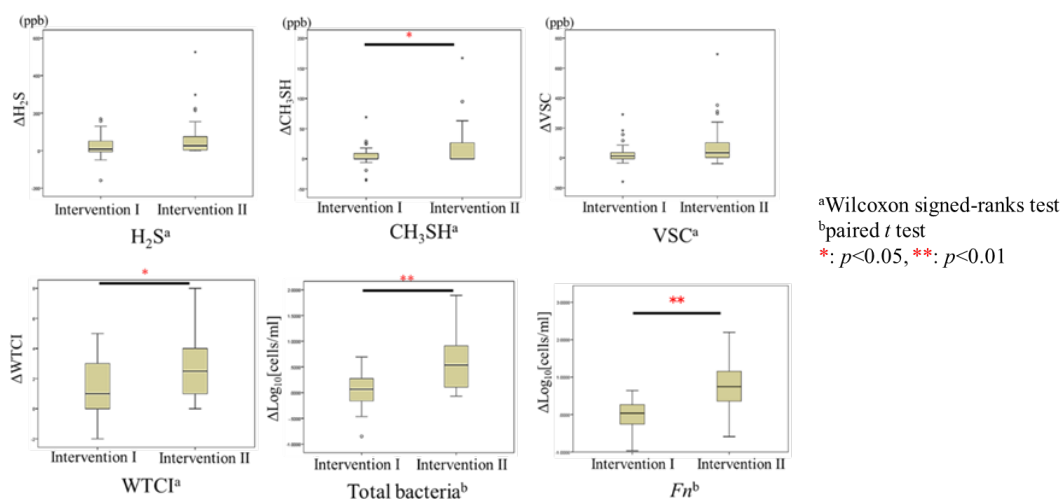 (ppb) (ppb) (ppb)
ΔH₂S
ΔCH₃SH
ΔVSC
Intervention I Intervention II
H₂Sᵃ
Intervention I Intervention II
CH₃SHᵃ
Intervention I Intervention II
VSCᵃ
*
ᵃWilcoxon signed-ranks test
ᵇpaired t test
*: p<0.05, **: p<0.01
ΔWTCI
*
Intervention I Intervention II
WTCIᵃ
ΔLog₁₀[cells/ml]
**
Intervention I Intervention II
Total bacteriaᵇ
ΔLog₁₀[cells/ml]
**
Intervention I Intervention II
Fnᵇ